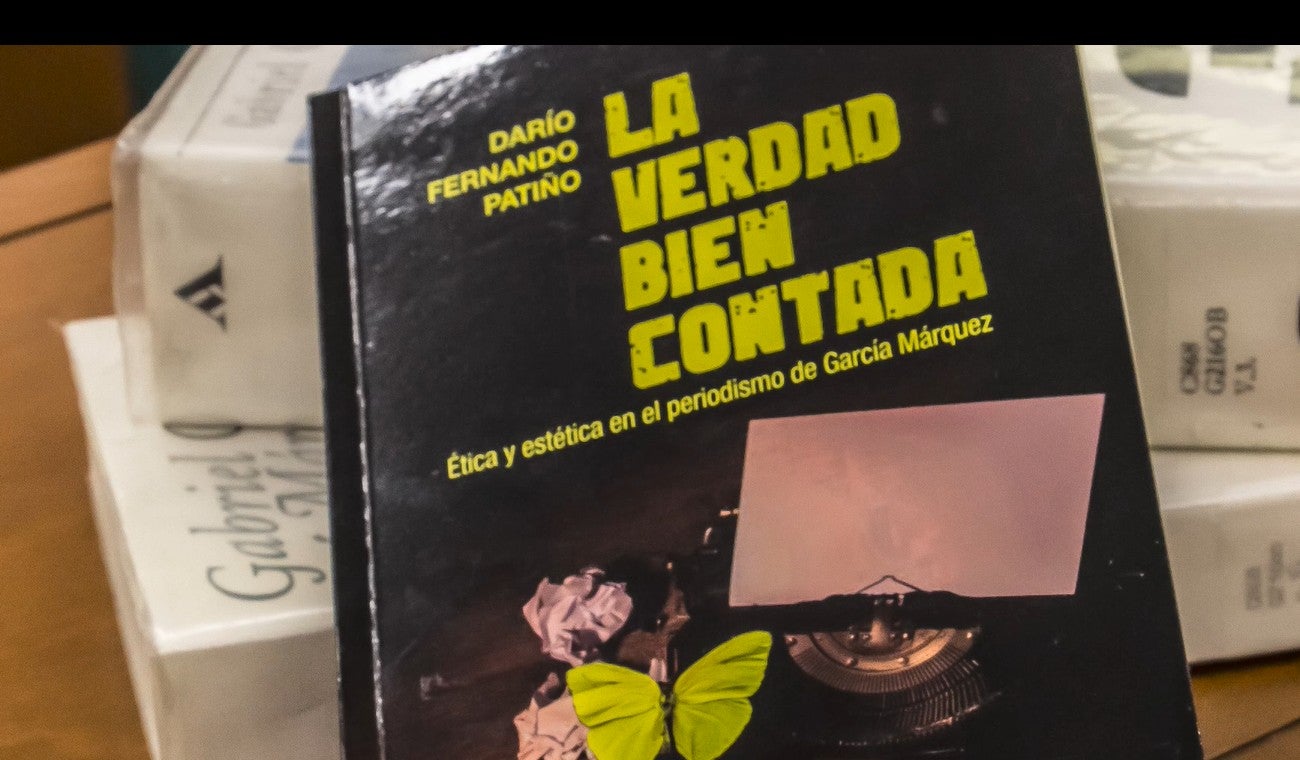 DARÍO
FERNANDO
PATIÑO
LA
VERDAD
BIEN
CONTADA
Ética y estética en el periodismo de García Márquez
Gabriel
Gabriel
C868
G216OB
V.1.